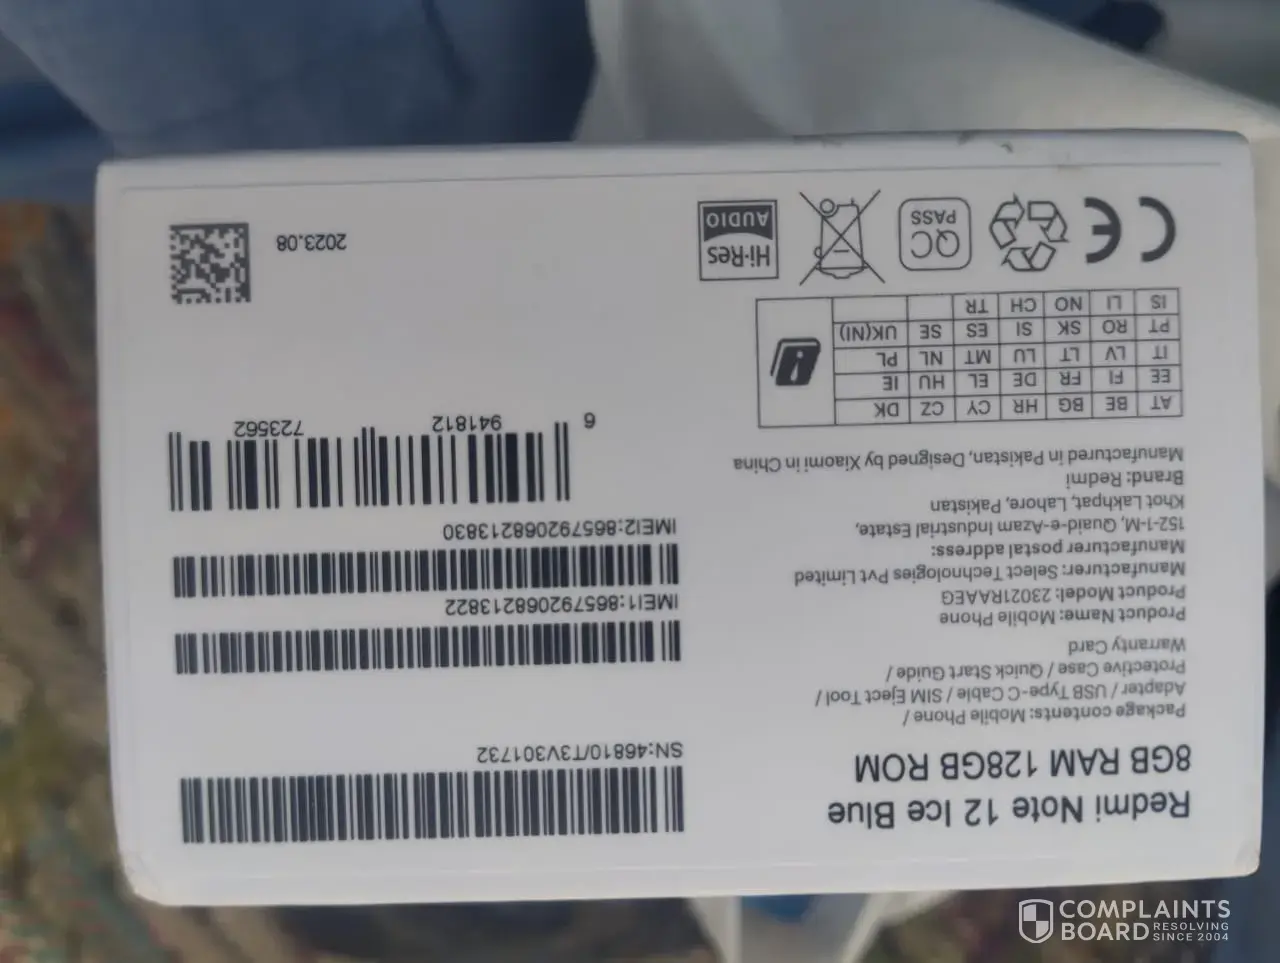 Redmi Note 12 Ice Blue
8GB RAM 128GB ROM
Package contents: Mobile Phone /
Adapter / USB Type-C Cable / SIM Eject Tool /
Protective Case / Quick Start Guide /
Warranty Card
Product Name: Mobile Phone
Product Model: 23021RAAEG
Manufacturer: Select Technologies Pvt Limited
Manufacturer postal address:
152-1-M, Quaid-e-Azam Industrial Estate,
Khot Lakhpat, Lahore, Pakistan
Brand: Redmi
Manufactured in Pakistan, Designed by Xiaomi in China
SN:46810/T3V301732
IMEI1:865792068213822
IMEI2:865792068213830
6 941812 723562
AT BE BG HR CY CZ DK
EE FI FR DE EL HU IE
IT LV LT LU MT NL PL
PT RO SK SI ES SE UK(NI)
IS LI NO CH TR
CE
QC
PASS
Hi-Res
AUDIO
2023.08
COMPLAINTS
BOARD RESOLVING
SINCE 2004